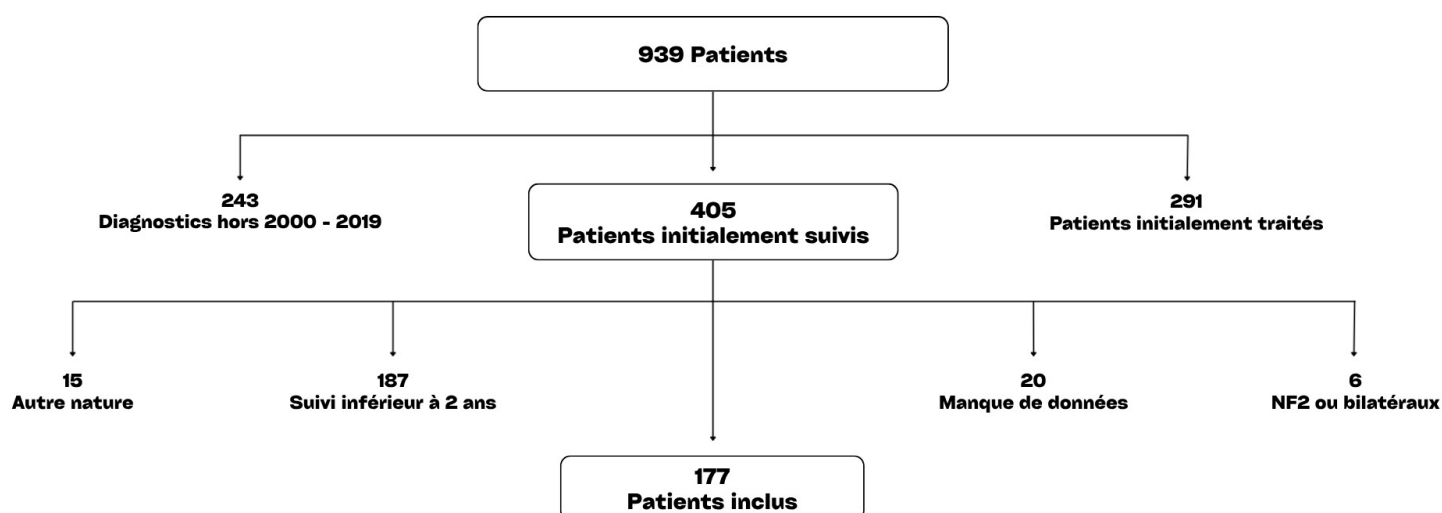 939 Patients
243
Diagnostics hors 2000 - 2019
405
Patients initialement suivis
291
Patients initialement traités
15
Autre nature
187
Suivi inférieur à 2 ans
20
Manque de données
6
NF2 ou bilatéraux
177
Patients inclus